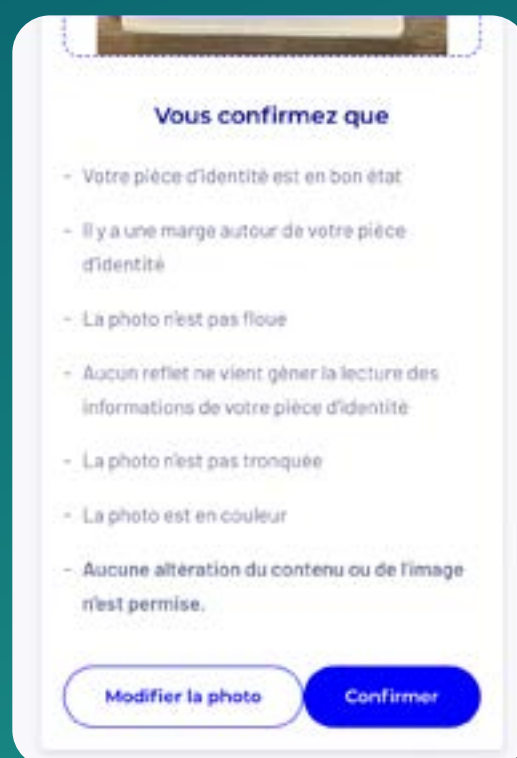 Vous confirmez que
- Votre pièce d'identité est en bon état
- Il y a une marge autour de votre pièce
d'identité
- La photo n'est pas floue
- Aucun reflet ne vient gêner la lecture des
informations de votre pièce d'identité
- La photo n'est pas tronquée
- La photo est en couleur
- Aucune altération du contenu ou de l'image
n'est permise.
Modifier la photo
Confirmer